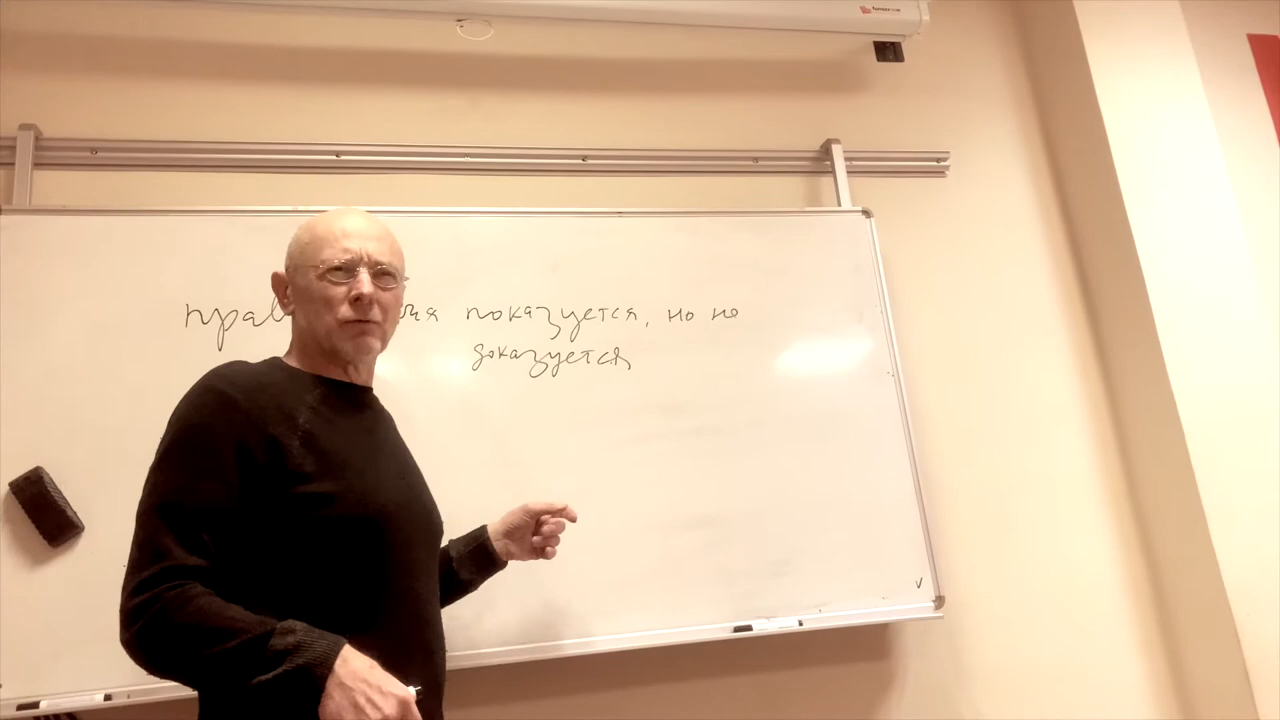 показуется, но не
доказуется
v